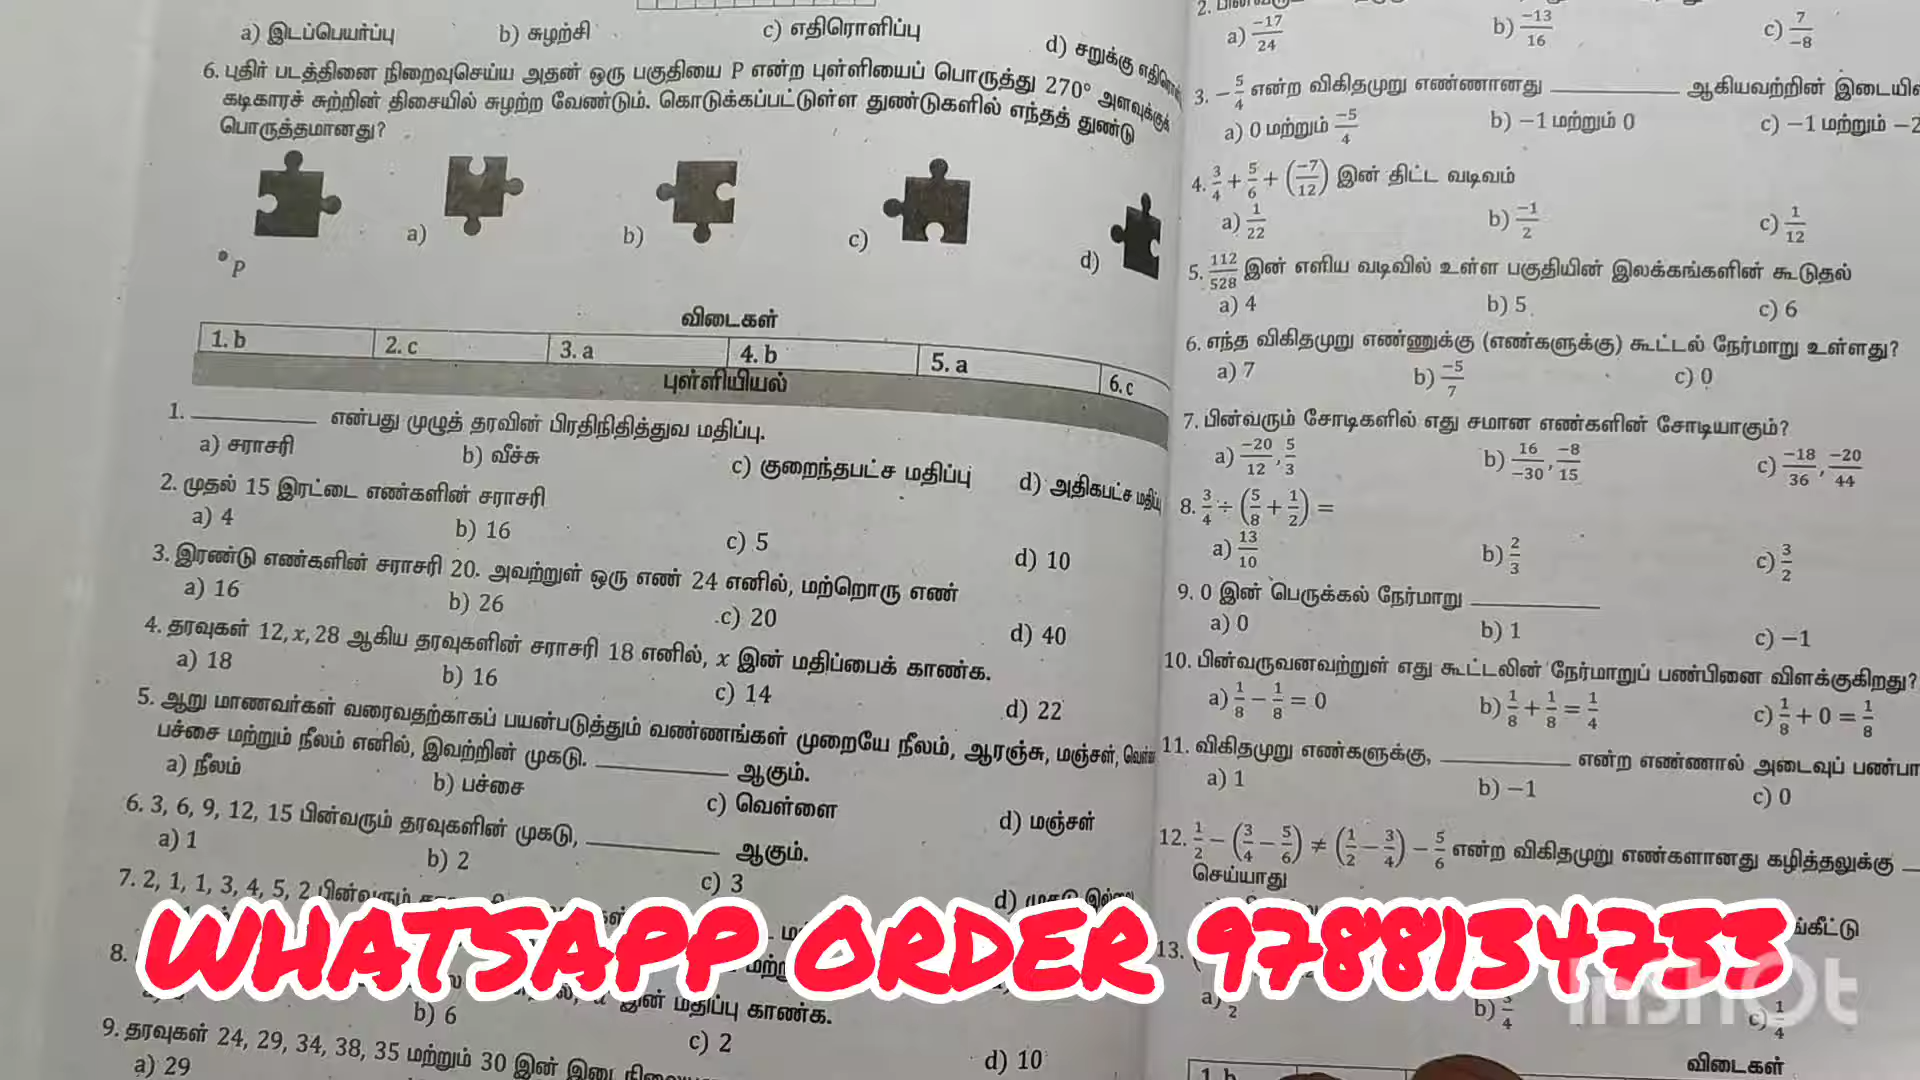 a) இடப்பெயர்ப்பு b) சுழற்சி c) எதிரொளிப்பு d) சறுக்கு
6. புதிர் படத்தினை நிறைவுசெய்ய அதன் ஒரு பகுதியை P என்ற புள்ளியைப் பொருத்து 270° அளவுக்குக்
கடிகாரச் சுற்றின் திசையில் சுழற்ற வேண்டும். கொடுக்கப்பட்டுள்ள துண்டுகளில் எந்தத் துண்டு
பொருத்தமானது?
a) b) c) d)
P
விடைகள்
1. b 2. c 3. a 4. b 5. a 6. c
புள்ளியியல்
1. ________ என்பது முழுத் தரவின் பிரதிநிதித்துவ மதிப்பு.
a) சராசரி b) வீச்சு c) குறைந்தபட்ச மதிப்பு d) அதிகபட்ச
2. முதல் 15 இரட்டை எண்களின் சராசரி
a) 4 b) 16 c) 5 d) 10
3. இரண்டு எண்களின் சராசரி 20. அவற்றுள் ஒரு எண் 24 எனில், மற்றொரு எண்
a) 16 b) 26 c) 20 d) 40
4. தரவுகள் 12, x, 28 ஆகிய தரவுகளின் சராசரி 18 எனில், x இன் மதிப்பைக் காண்க.
a) 18 b) 16 c) 14 d) 22
5. ஆறு மாணவர்கள் வரைவதற்காகப் பயன்படுத்தும் வண்ணங்கள் முறையே நீலம், ஆரஞ்சு, மஞ்சள்,
பச்சை மற்றும் நீலம் எனில், இவற்றின் முகடு. ________ ஆகும்.
a) நீலம் b) பச்சை c) வெள்ளை d) மஞ்சள்
6. 3, 6, 9, 12, 15 பின்வரும் தரவுகளின் முகடு, ________ ஆகும்.
a) 1 b) 2 c) 3 d)
7. 2, 1, 1, 3, 4, 5, 2 பின்வரும்
8. இன் மதிப்பு காண்க.
b) 6 c) 2 d) 10
9. தரவுகள் 24, 29, 34, 38, 35 மற்றும் 30 இன்
a) 29
2.
a) -17/24 b) -13/16 c) 7/-8
3. -5/4 என்ற விகிதமுறு எண்ணானது ________ ஆகியவற்றின்
a) 0 மற்றும் -5/4 b) -1 மற்றும் 0 c) -1 மற்றும் -2
4. 3/4 + 5/6 + (-7/12) இன் திட்ட வடிவம்
a) 1/22 b) -1/2 c) 1/12
5. 112/528 இன் எளிய வடிவில் உள்ள பகுதியின் இலக்கங்களின் கூடுதல்
a) 4 b) 5 c) 6
6. எந்த விகிதமுறு எண்ணுக்கு (எண்களுக்கு) கூட்டல் நேர்மாறு உள்ளது?
a) 7 b) -5/7 c) 0
7. பின்வரும் சோடிகளில் எது சமான எண்களின் சோடியாகும்?
a) -20/12, 5/3 b) 16/-30, -8/15 c) -18/36, -20/44
8. 3/4 ÷ (5/8 + 1/2) =
a) 13/10 b) 2/3 c) 3/2
9. 0 இன் பெருக்கல் நேர்மாறு ________
a) 0 b) 1 c) -1
10. பின்வருவனவற்றுள் எது கூட்டலின் நேர்மாறுப் பண்பினை விளக்குகிறது?
a) 1/8 - 1/8 = 0 b) 1/8 + 1/8 = 1/4 c) 1/8 + 0 = 1/8
11. விகிதமுறு எண்களுக்கு, ________ என்ற எண்ணால் அடைவுப்
a) 1 b) -1 c) 0
12. 1/2 - (3/4 - 5/6) ≠ (1/2 - 3/4) - 5/6 என்ற விகிதமுறு எண்களானது கழித்தலுக்கு
செய்யாது
13.
விடைகள்
1. b
WHATSAPP ORDER 9788134733
InShot